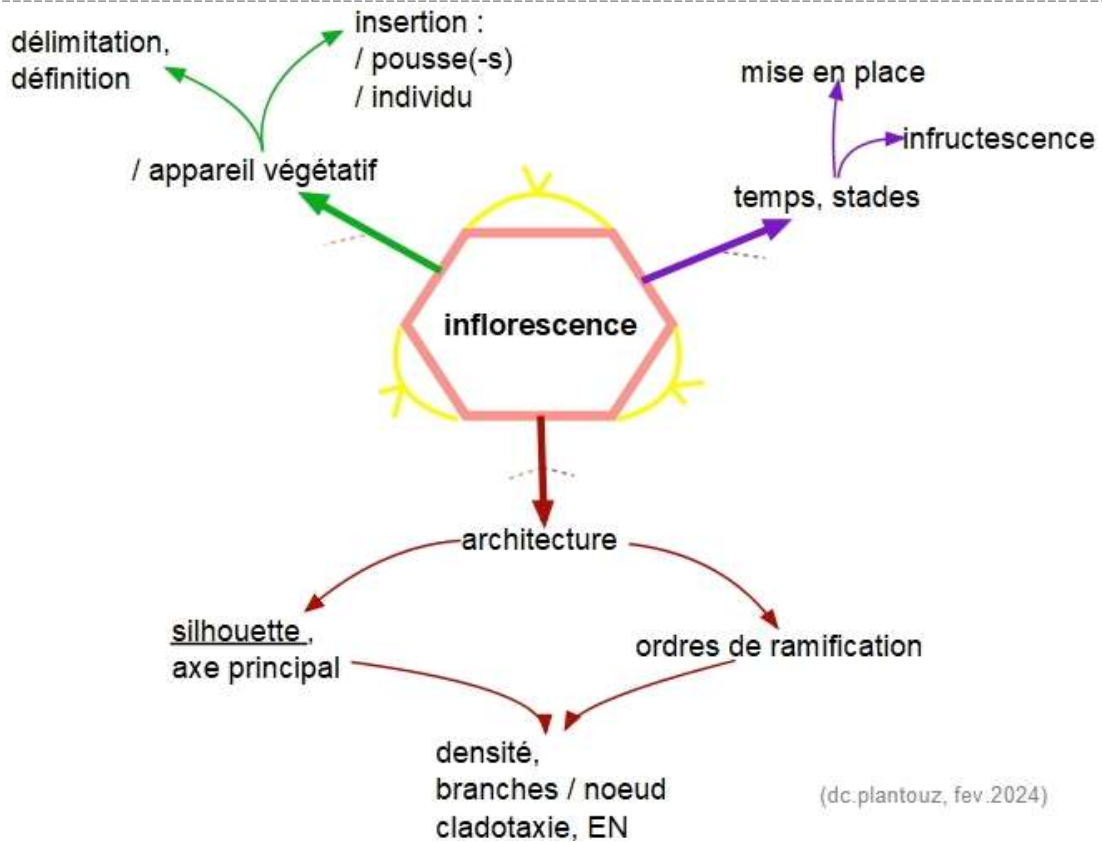 délimitation,
définition
insertion :
/ pousse(-s)
/ individu
/ appareil végétatif
mise en place
infructescence
temps, stades
inflorescence
architecture
silhouette ,
axe principal
ordres de ramification
densité,
branches / noeud
cladotaxie, EN
(dc.plantouz, fev.2024)